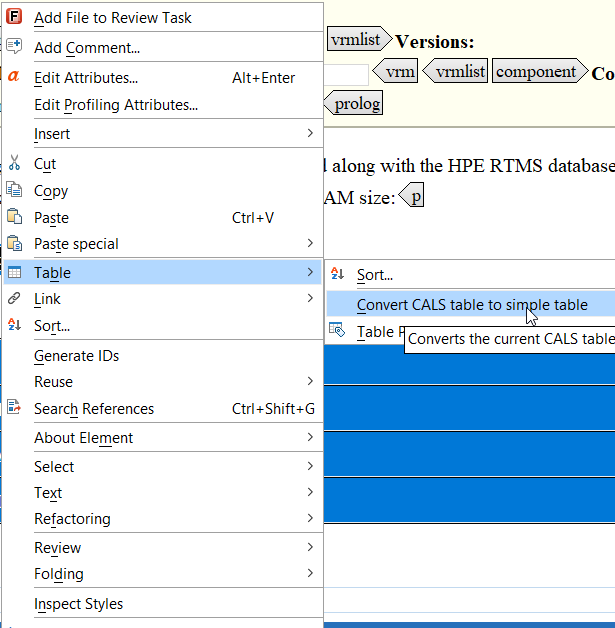 Add File to Review Task
Add Comment...
Edit Attributes... Alt+Enter
Edit Profiling Attributes...
Insert
Cut
Copy
Paste Ctrl+V
Paste special
Table
Link
Sort...
Generate IDs
Reuse
Search References Ctrl+Shift+G
About Element
Select
Text
Refactoring
Review
Folding
Inspect Styles
vrmlist Versions:
vrm vrmlist component Co
prolog
along with the HPE RTMS database
AM size: p
Sort...
Convert CALS table to simple table
Table P
Converts the current CALS table